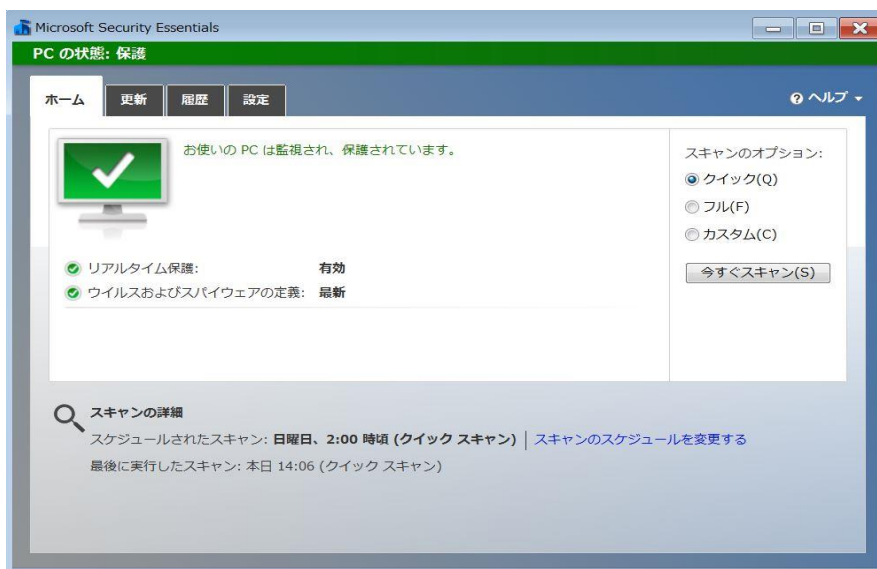 Microsoft Security Essentials
PC の状態: 保護
ホーム 更新 履歴 設定 ヘルプ
お使いの PC は監視され、保護されています。
リアルタイム保護: 有効
ウイルスおよびスパイウェアの定義: 最新
スキャンのオプション:
クイック(Q)
フル(F)
カスタム(C)
今すぐスキャン(S)
スキャンの詳細
スケジュールされたスキャン: 日曜日、2:00 時頃 (クイック スキャン) | スキャンのスケジュールを変更する
最後に実行したスキャン: 本日 14:06 (クイック スキャン)